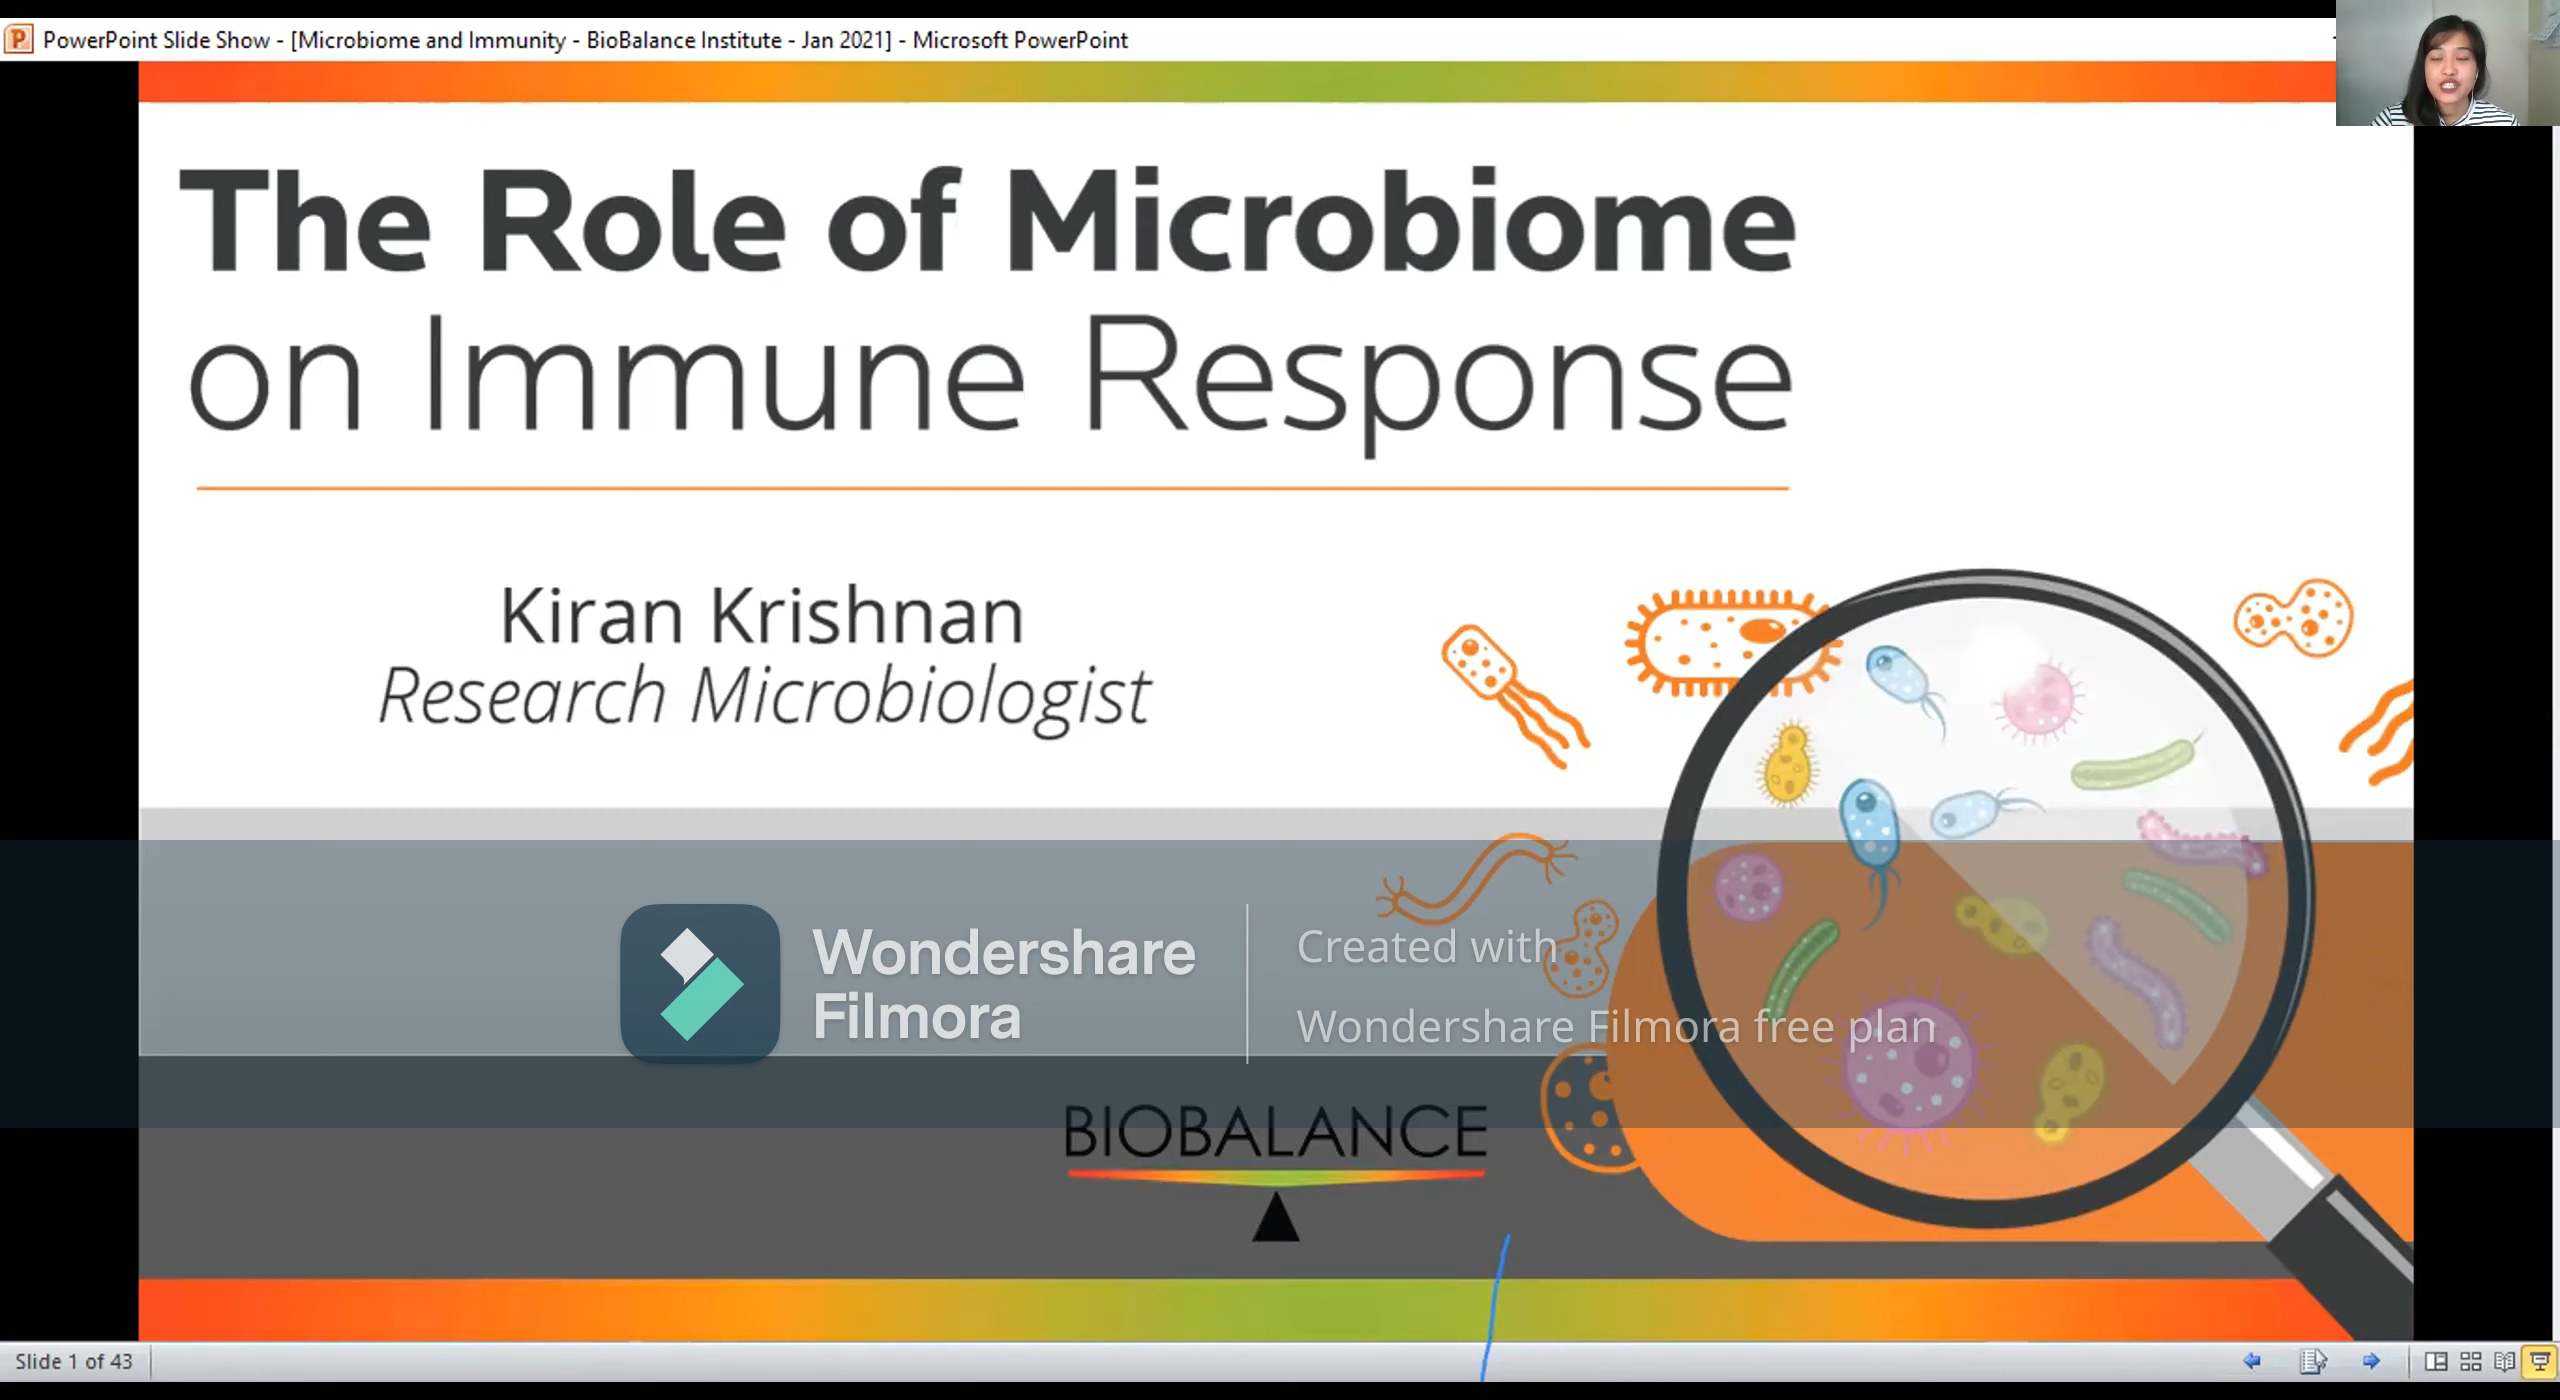 PowerPoint Slide Show - [Microbiome and Immunity - BioBalance Institute - Jan 2021] - Microsoft PowerPoint
The Role of Microbiome
on Immune Response
Kiran Krishnan
Research Microbiologist
Wondershare
Filmora
Created with
Wondershare Filmora free plan
BIOBALANCE
Slide 1 of 43